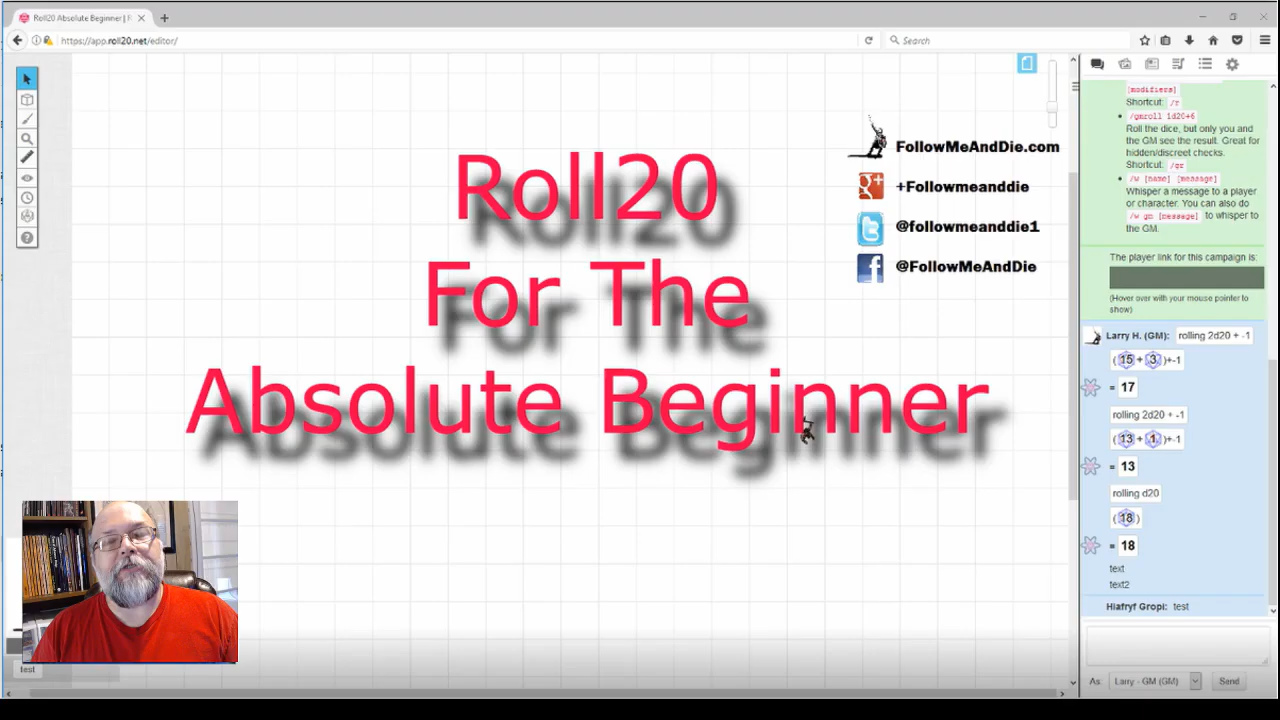 Roll20 Absolute Beginner | R
https://app.roll20.net/editor/
Search
Roll20
For The
Absolute Beginner
FollowMeAndDie.com
+Followmeanddie
@followmeanddie1
@FollowMeAndDie
[modifiers]
Shortcut: /r
/gmroll 1d20+6
Roll the dice, but only you and
the GM see the result. Great for
hidden/discreet checks.
Shortcut: /gr
/w [name] [message]
Whisper a message to a player
or character. You can also do
/w gm [message] to whisper to
the GM.
The player link for this campaign is:
(Hover over with your mouse pointer to
show)
Larry H. (GM): rolling 2d20 + -1
(15 + 3)+-1
= 17
rolling 2d20 + -1
(13 + 1)+-1
= 13
rolling d20
(18)
= 18
text
text2
Hiafryf Gropi: test
As: Larry - GM (GM) Send
test